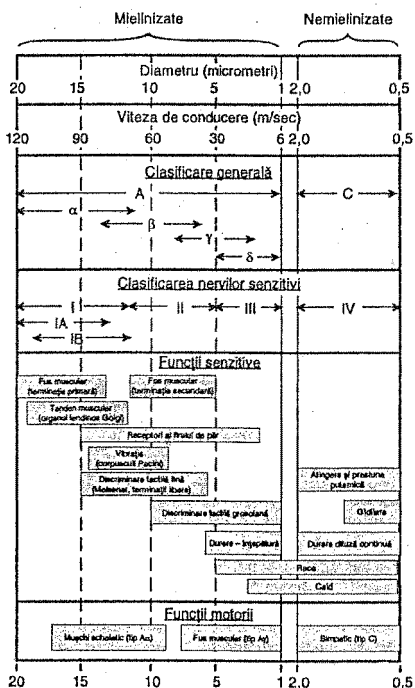 Mielinizate Nemielinizate
Diametru (micrometri)
20 15 10 5 1 2,0 0,5
Viteza de conducere (m/sec)
120 90 60 30 6 2,0 0,5
Clasificare generală
A C
α
β
γ
δ
Clasificarea nervilor senzitivi
I II III IV
IA
IB
Funcții senzitive
Fus muscular Fus muscular
(terminație primară) (terminație secundară)
Tendon muscular
(organul tendinos Golgi)
Receptorii firului de păr
Vibrație
(corpusculi Pacini)
Atingere și presiune
puternică
Discriminare tactilă fină
(Meissner, terminații libere)
Discriminare tactilă grosolană Gîdilare
Durere – înțepătură Durere difuză continuă
Rece
Cald
Funcții motorii
Mușchi scheletic (tip Aα) Fus muscular (tip Aγ) Simpatic (tip C)
20 15 10 5 1 2,0 0,5